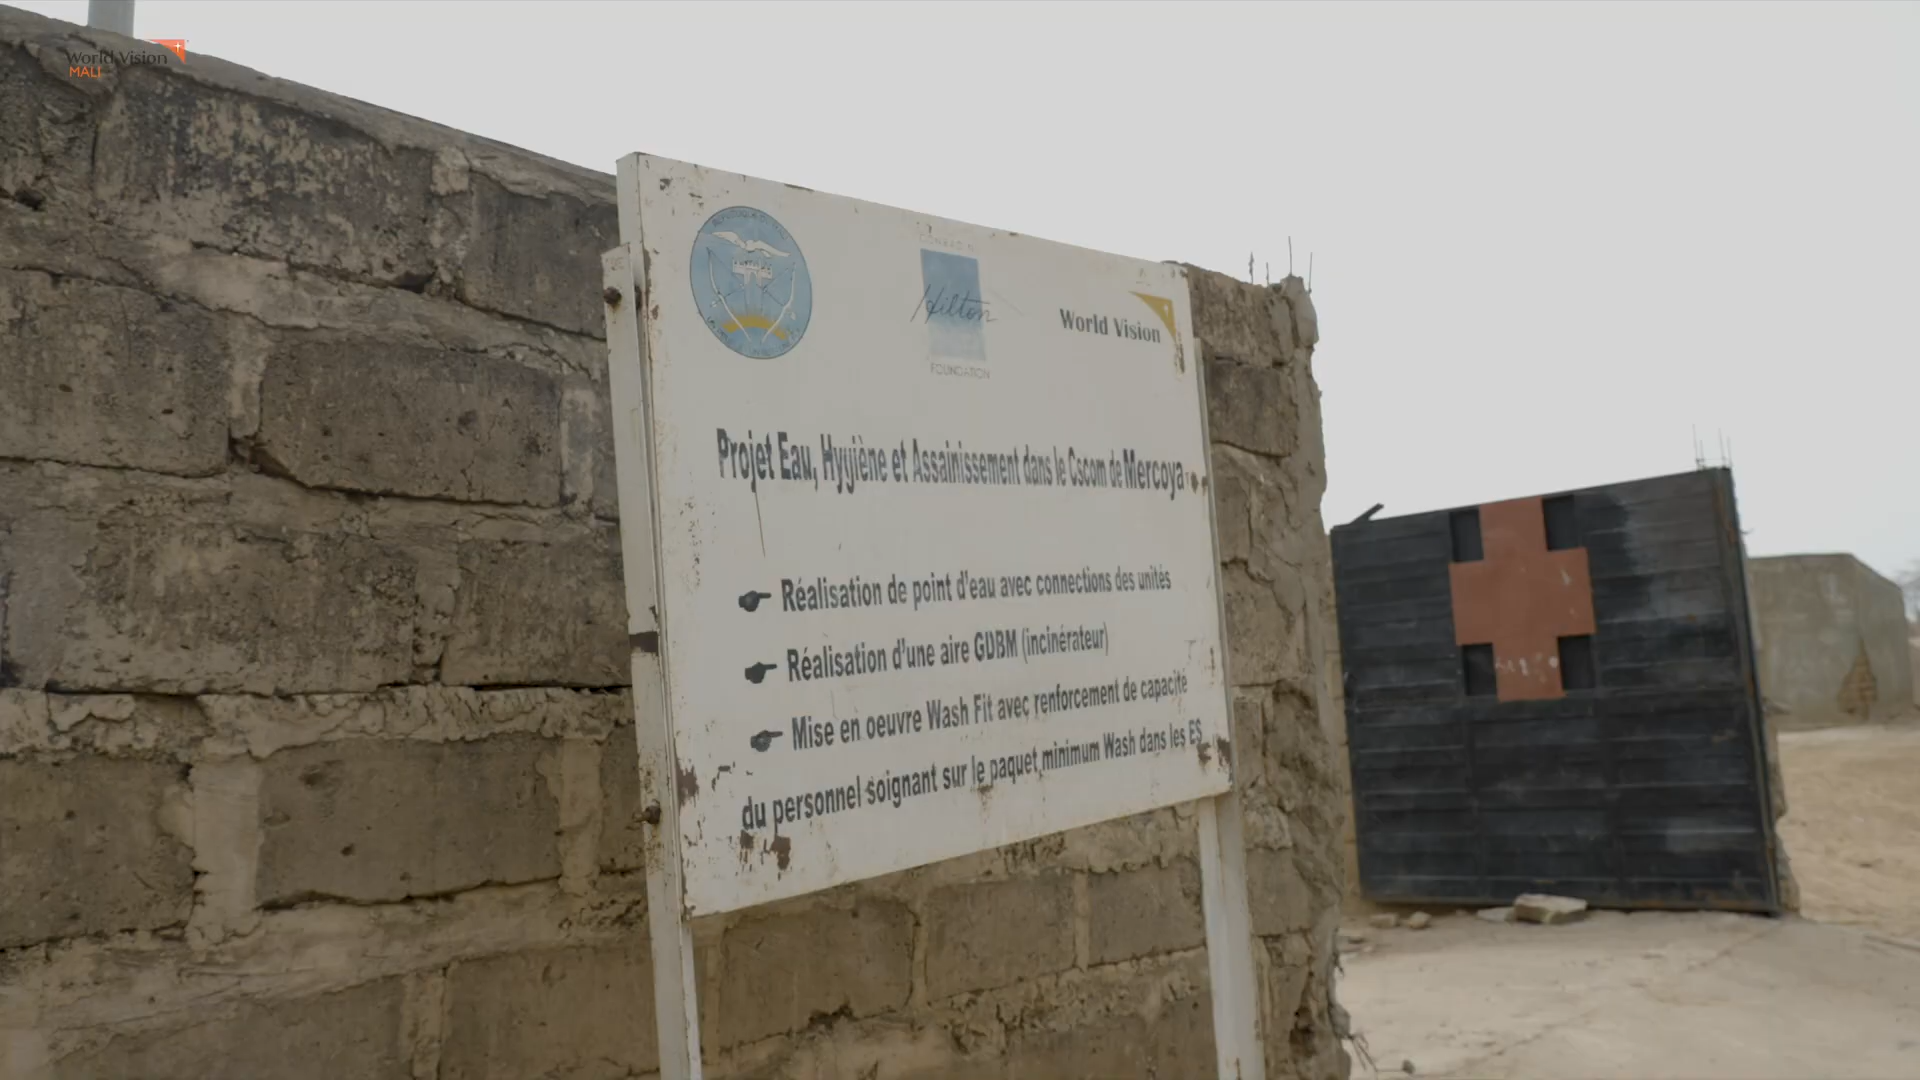 World Vision
MALI
Hilton
FOUNDATION
World Vision
Projet Eau, Hygiène et Assainissement dans le Cscom de Mercoya
Réalisation de point d'eau avec connections des unités
Réalisation d'une aire GDBM (incinérateur)
Mise en oeuvre Wash Fit avec renforcement de capacité
du personnel soignant sur le paquet minimum Wash dans les ES